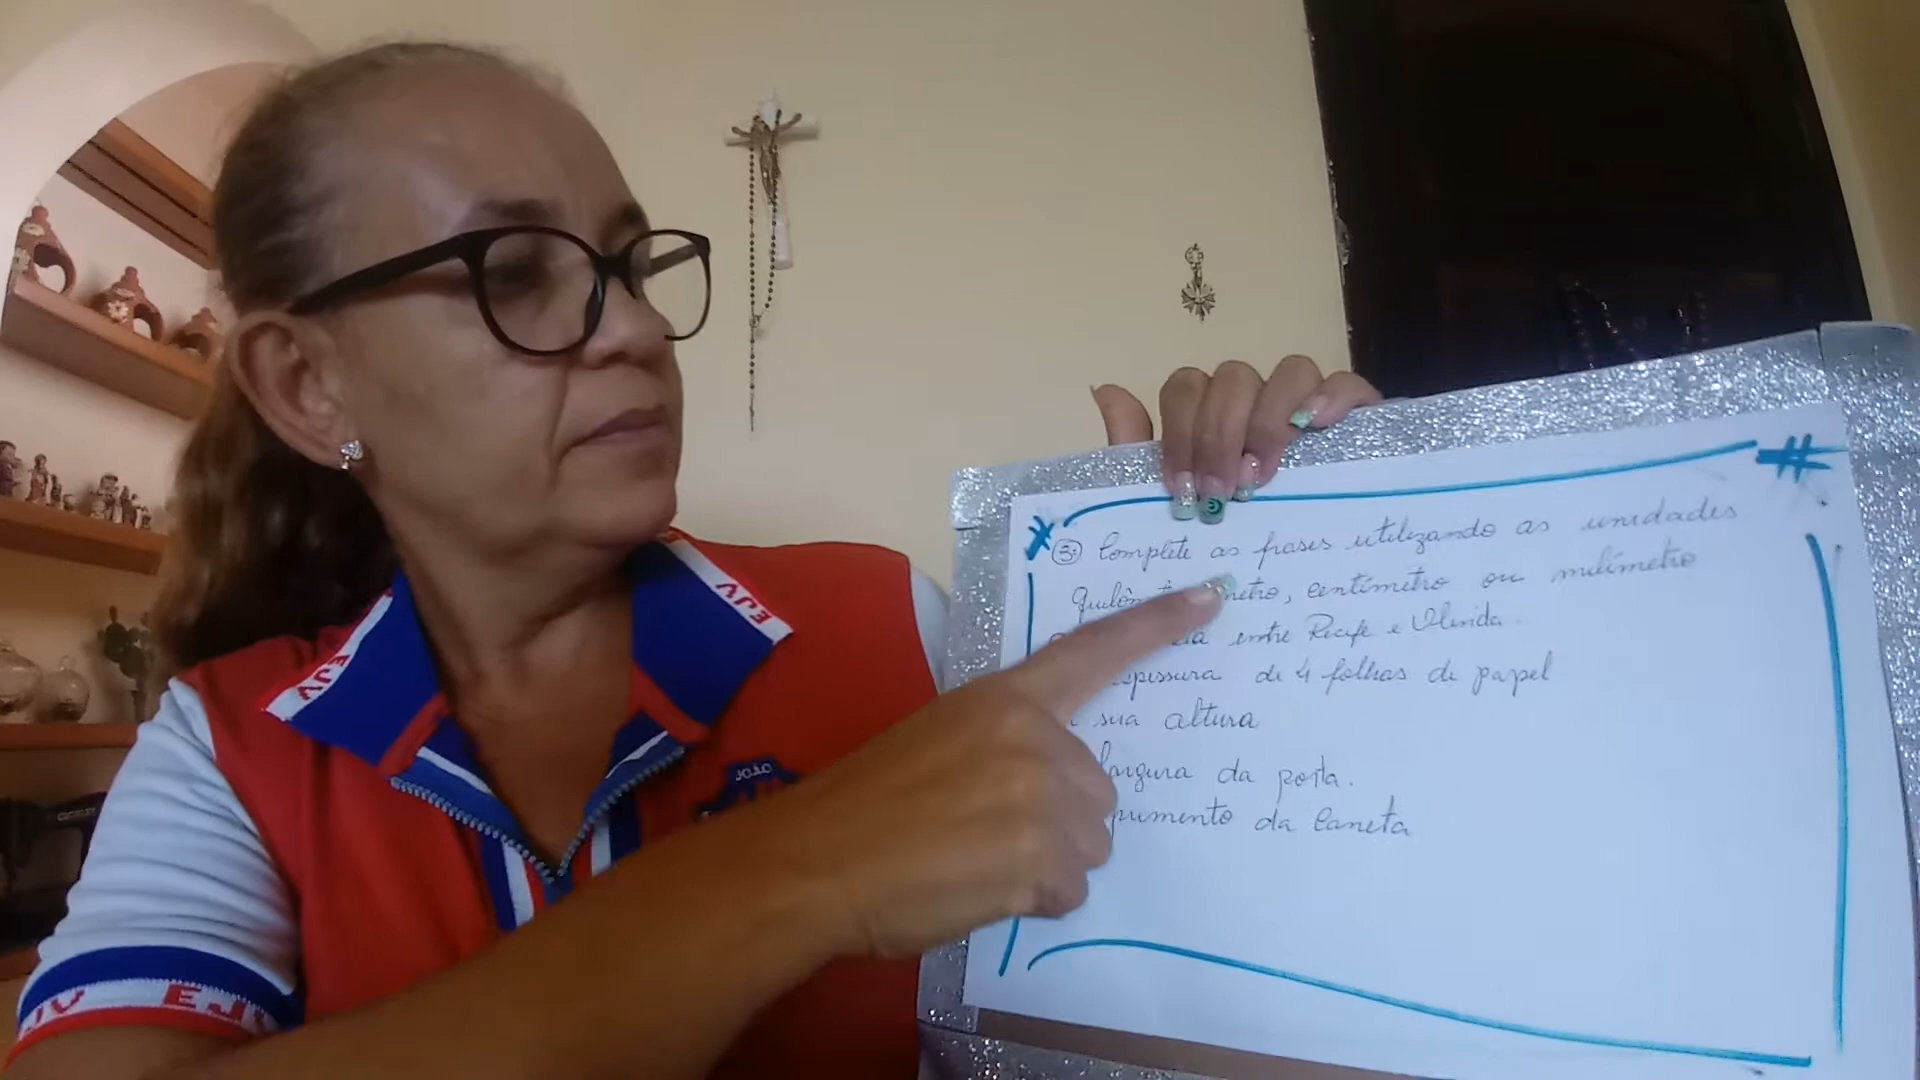 3: Complete as frases utilizando as unidades
metro, centímetro ou milímetro
entre Recife e Olinda.
de 4 folhas de papel
sua altura
largura da porta.
da Caneta
EJV
EJV
JOÃO
EJV